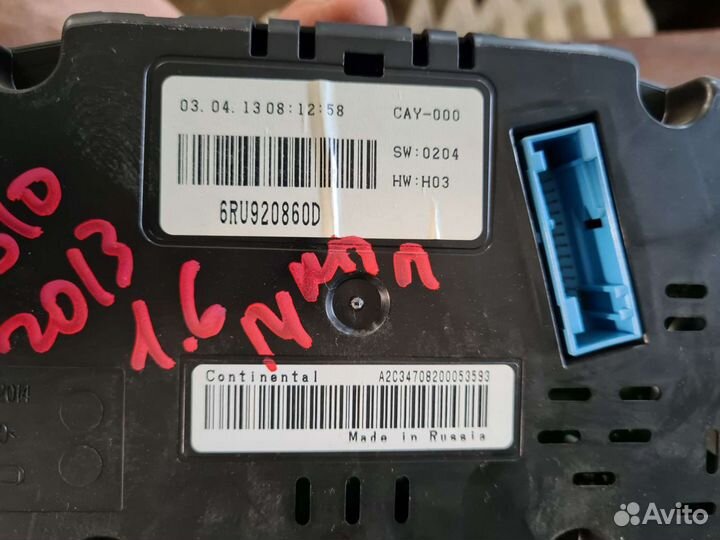 03. 04. 13 08:12:58 CAY-000
SW:0204
HW:H03
6RU920860D
2013
1.6
Continental A2C34708200053593
Made in Russia
2014
Avito